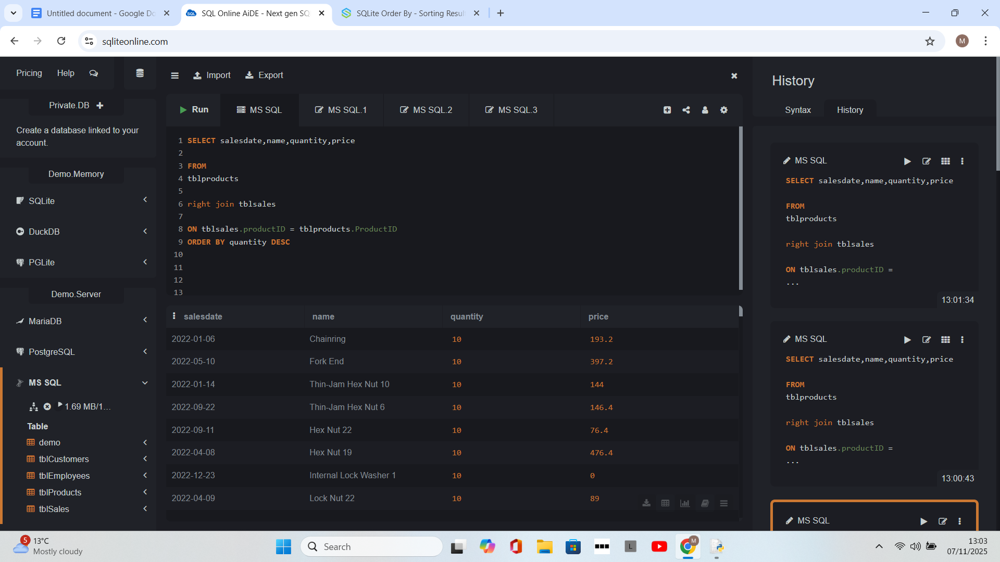 Untitled document - Google Do
SQL Online AiDE - Next gen SQ
SQLite Order By - Sorting Resul
sqliteonline.com
M
Pricing
Help
Private.DB
Create a database linked to your
account.
Demo.Memory
SQLite
DuckDB
PGLite
Demo.Server
MariaDB
PostgreSQL
MS SQL
1.69 MB/1...
Table
demo
tblCustomers
tblEmployees
tblProducts
tblSales
Import
Export
Run
MS SQL
MS SQL.1
MS SQL.2
MS SQL.3
1 SELECT salesdate,name,quantity,price
2
3 FROM
4 tblproducts
5
6 right join tblsales
7
8 ON tblsales.productID = tblproducts.ProductID
9 ORDER BY quantity DESC
10
11
12
13
salesdate name quantity price
2022-01-06 Chainring 10 193.2
2022-05-10 Fork End 10 397.2
2022-01-14 Thin-Jam Hex Nut 10 10 144
2022-09-22 Thin-Jam Hex Nut 6 10 146.4
2022-09-11 Hex Nut 22 10 76.4
2022-04-08 Hex Nut 19 10 476.4
2022-12-23 Internal Lock Washer 1 10 0
2022-04-09 Lock Nut 22 10 89
History
Syntax
History
MS SQL
SELECT salesdate,name,quantity,price
FROM
tblproducts
right join tblsales
ON tblsales.productID =
...
13:01:34
MS SQL
SELECT salesdate,name,quantity,price
FROM
tblproducts
right join tblsales
ON tblsales.productID =
...
13:00:43
MS SQL
5
13°C
Mostly cloudy
Search
L
M
13:03
07/11/2025